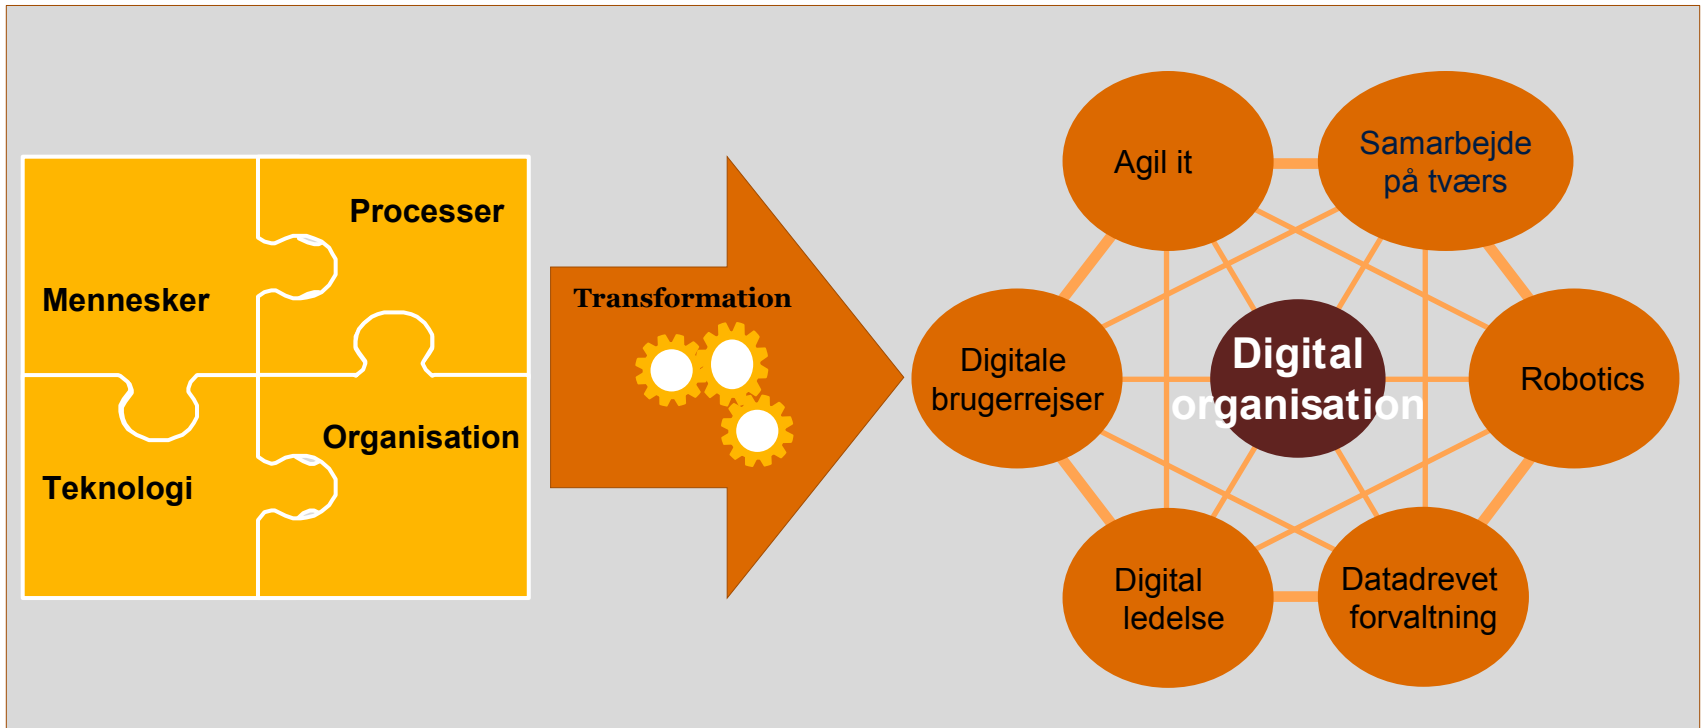 Processer
Mennesker
Organisation
Teknologi
Transformation
Agil it
Samarbejde
på tværs
Digitale
brugerrejser
Digital
organisation
Robotics
Digital
ledelse
Datadrevet
forvaltning